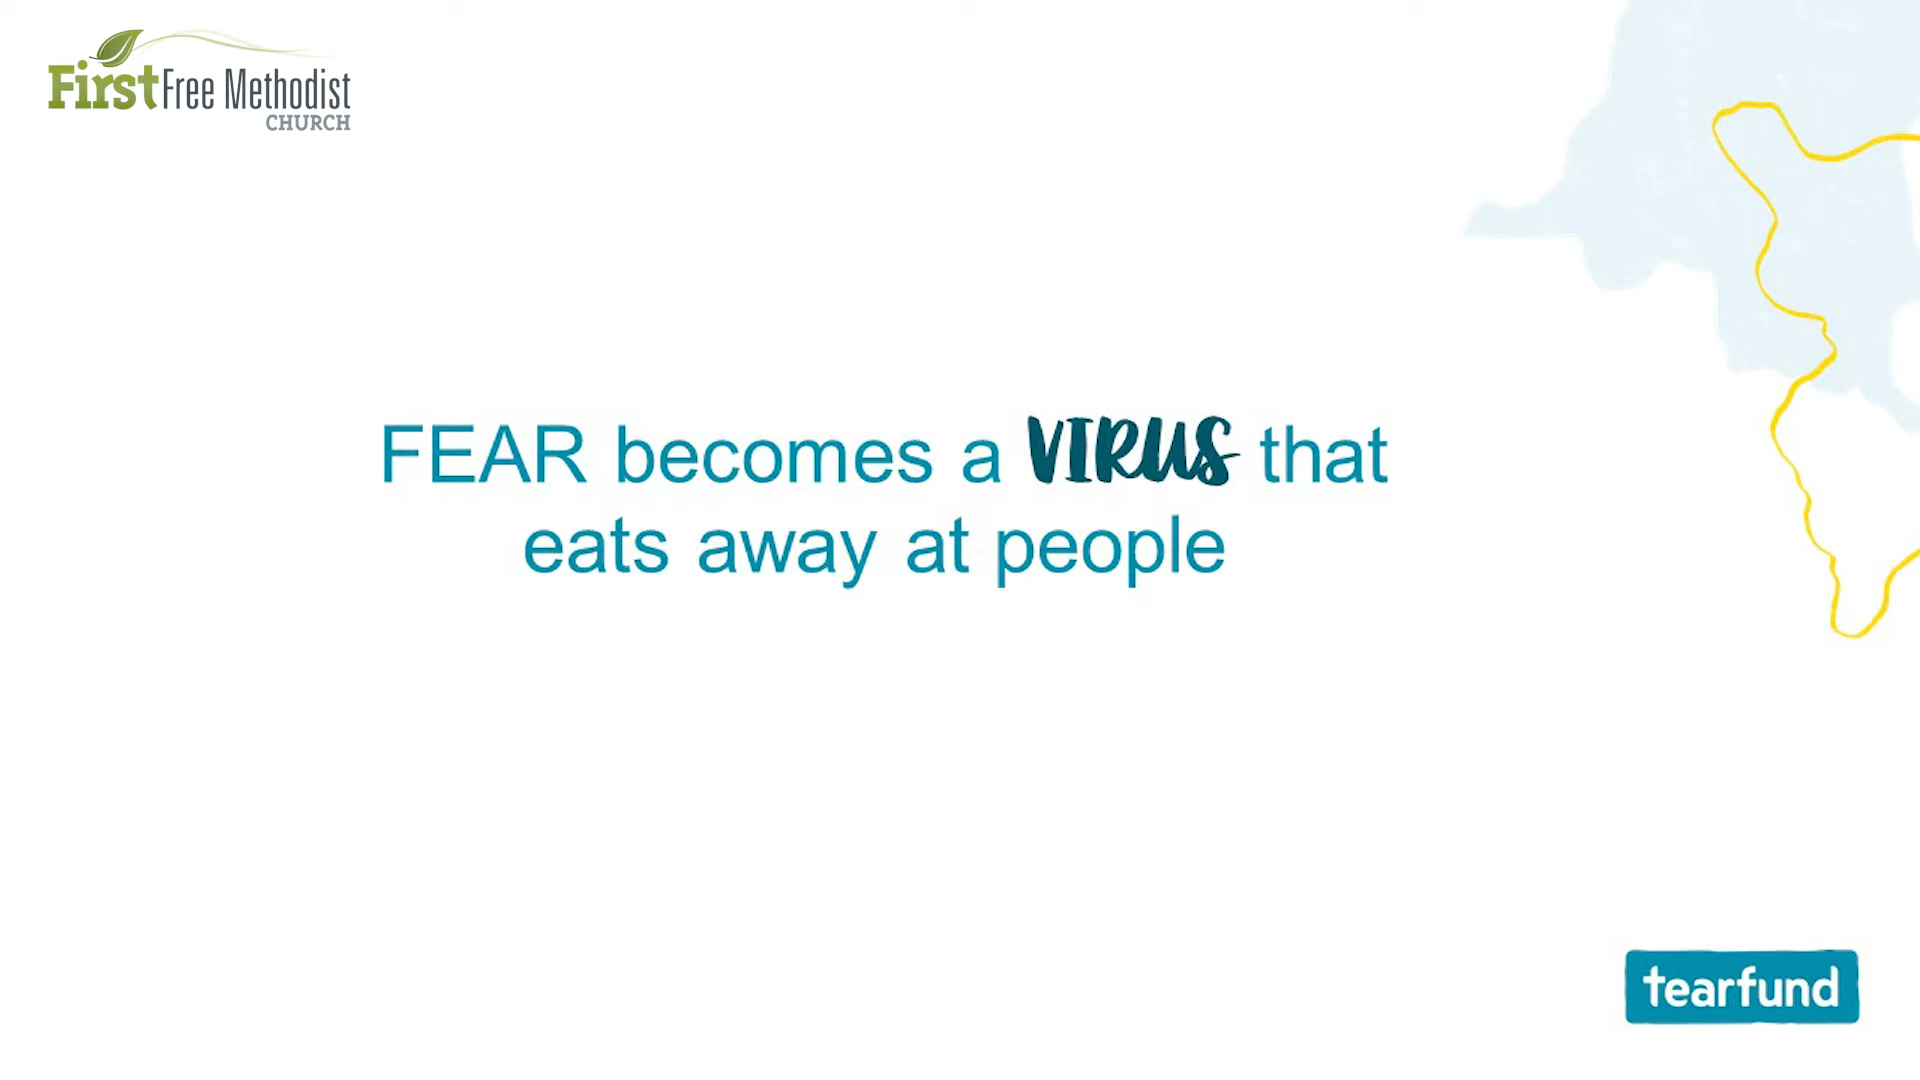 First Free Methodist
CHURCH
FEAR becomes a VIRUS that
eats away at people
tearfund